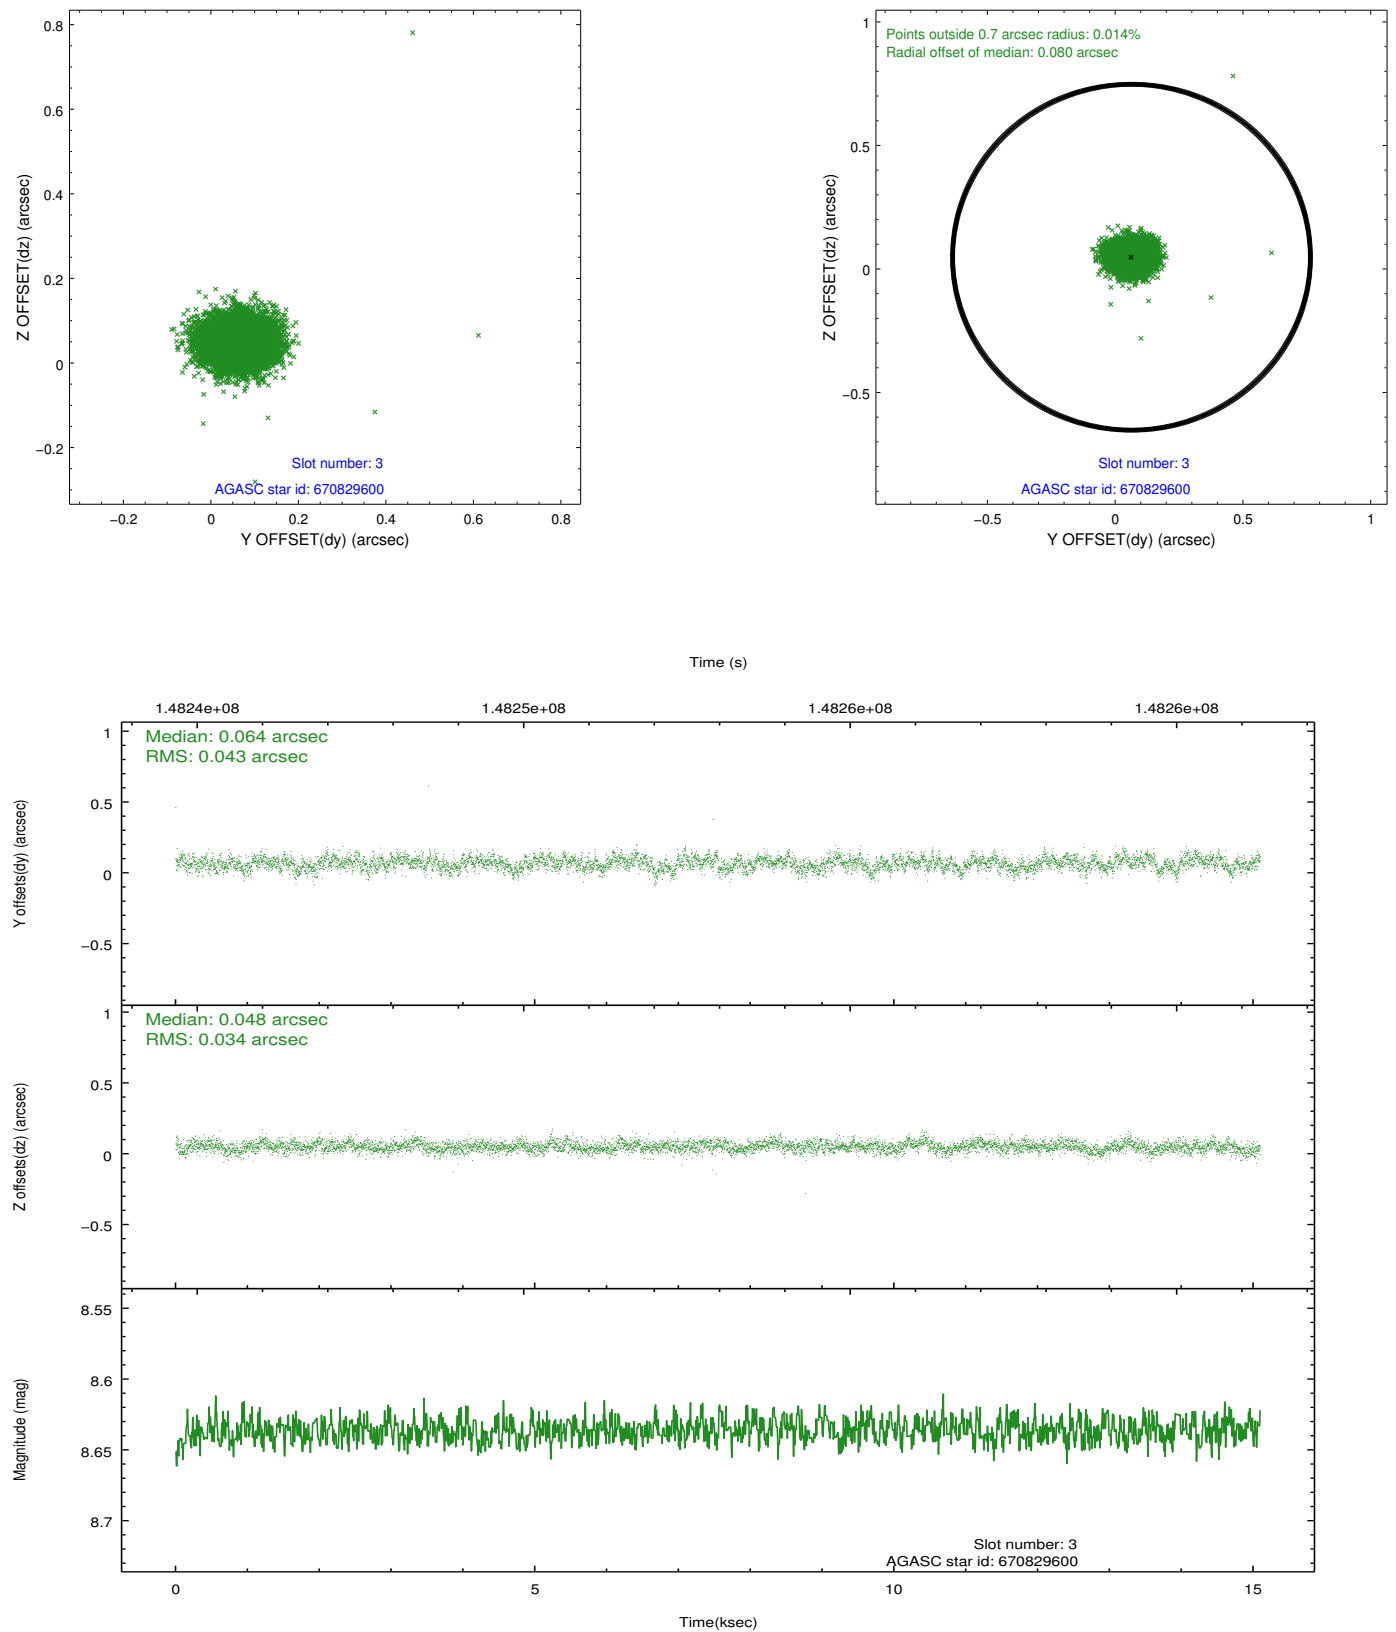 0.8
0.6
0.4
0.2
0
−0.2
−0.2
0
0.2
0.4
0.6
0.8
Z OFFSET(dz) (arcsec)
Y OFFSET(dy) (arcsec)
Slot number: 3
AGASC star id: 670829600
Points outside 0.7 arcsec radius: 0.014%
Radial offset of median: 0.080 arcsec
1
0.5
0
−0.5
−0.5
0
0.5
1
Z OFFSET(dz) (arcsec)
Y OFFSET(dy) (arcsec)
Slot number: 3
AGASC star id: 670829600
Time (s)
1.4824e+08
1.4825e+08
1.4826e+08
1.4826e+08
Median: 0.064 arcsec
RMS: 0.043 arcsec
1
0.5
0
−0.5
Y offsets(dy) (arcsec)
Median: 0.048 arcsec
RMS: 0.034 arcsec
1
0.5
0
−0.5
Z offsets(dz) (arcsec)
8.55
8.6
8.65
8.7
Magnitude (mag)
Slot number: 3
AGASC star id: 670829600
0
5
10
15
Time(ksec)